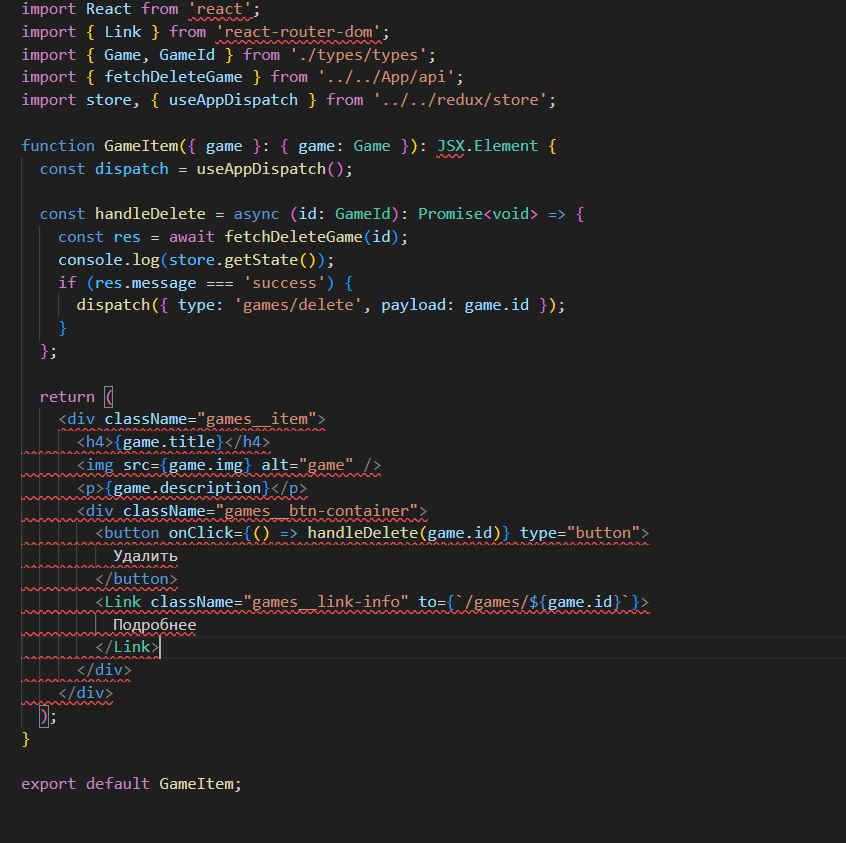 import React from 'react';
import { Link } from 'react-router-dom';
import { Game, GameId } from './types/types';
import { fetchDeleteGame } from '../../App/api';
import store, { useAppDispatch } from '../../redux/store';
function GameItem({ game }: { game: Game }): JSX.Element {
const dispatch = useAppDispatch();
const handleDelete = async (id: GameId): Promise<void> => {
const res = await fetchDeleteGame(id);
console.log(store.getState());
if (res.message === 'success') {
dispatch({ type: 'games/delete', payload: game.id });
}
};
return (
<div className="games__item">
<h4>{game.title}</h4>
<img src={game.img} alt="game" />
<p>{game.description}</p>
<div className="games__btn-container">
<button onClick={() => handleDelete(game.id)} type="button">
Удалить
</button>
<Link className="games__link-info" to={`/games/${game.id}`}>
Подробнее
</Link>
</div>
</div>
);
}
export default GameItem;